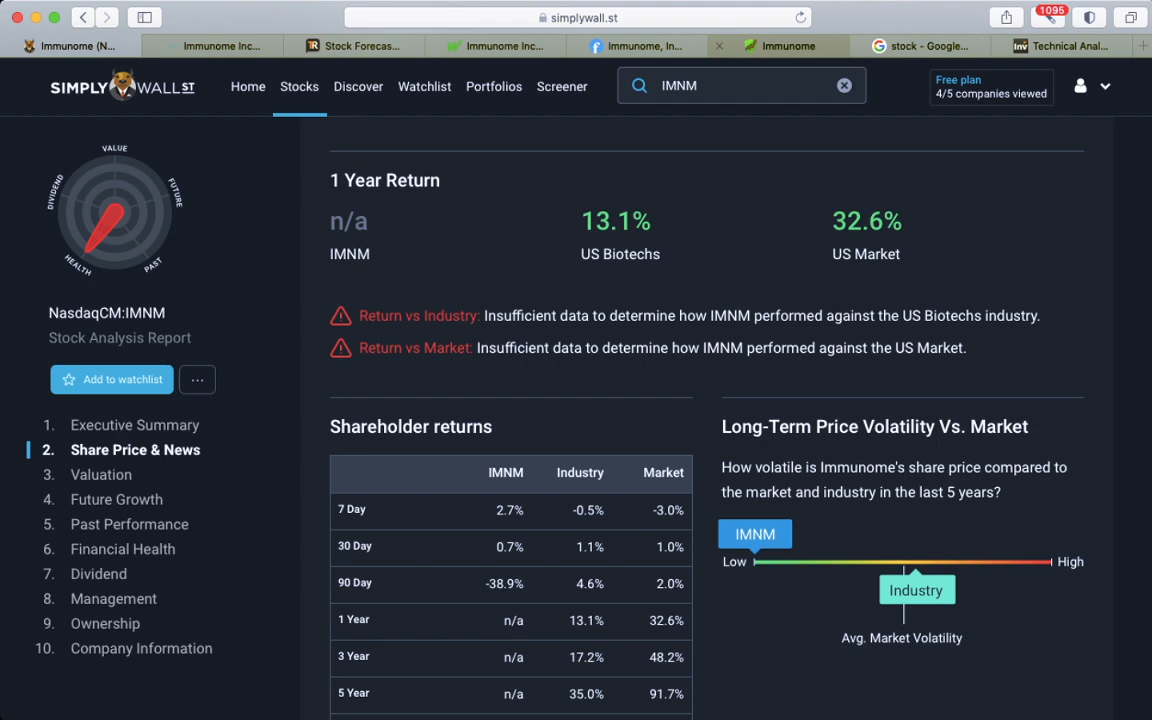 simplywall.st
1095
Immunome (N...
Immunome Inc...
Stock Forecas...
Immunome Inc...
Immunome, In...
Immunome
stock - Google...
Technical Anal...
SIMPLY WALL ST
Home
Stocks
Discover
Watchlist
Portfolios
Screener
IMNM
Free plan
4/5 companies viewed
VALUE
FUTURE
PAST
HEALTH
DIVIDEND
NasdaqCM:IMNM
Stock Analysis Report
Add to watchlist
...
1. Executive Summary
2. Share Price & News
3. Valuation
4. Future Growth
5. Past Performance
6. Financial Health
7. Dividend
8. Management
9. Ownership
10. Company Information
1 Year Return
n/a 13.1% 32.6%
IMNM US Biotechs US Market
Return vs Industry: Insufficient data to determine how IMNM performed against the US Biotechs industry.
Return vs Market: Insufficient data to determine how IMNM performed against the US Market.
Shareholder returns
IMNM Industry Market
7 Day 2.7% -0.5% -3.0%
30 Day 0.7% 1.1% 1.0%
90 Day -38.9% 4.6% 2.0%
1 Year n/a 13.1% 32.6%
3 Year n/a 17.2% 48.2%
5 Year n/a 35.0% 91.7%
Long-Term Price Volatility Vs. Market
How volatile is Immunome's share price compared to
the market and industry in the last 5 years?
IMNM
Low High
Industry
Avg. Market Volatility